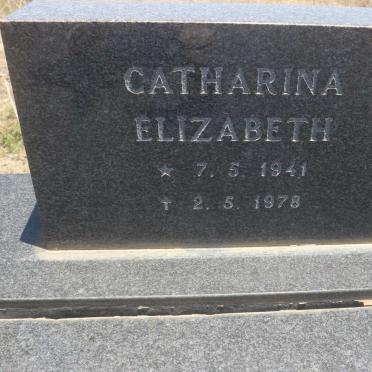 CATHARINA
ELIZABETH
★ 7. 5. 1941
✝ 2. 5. 1978